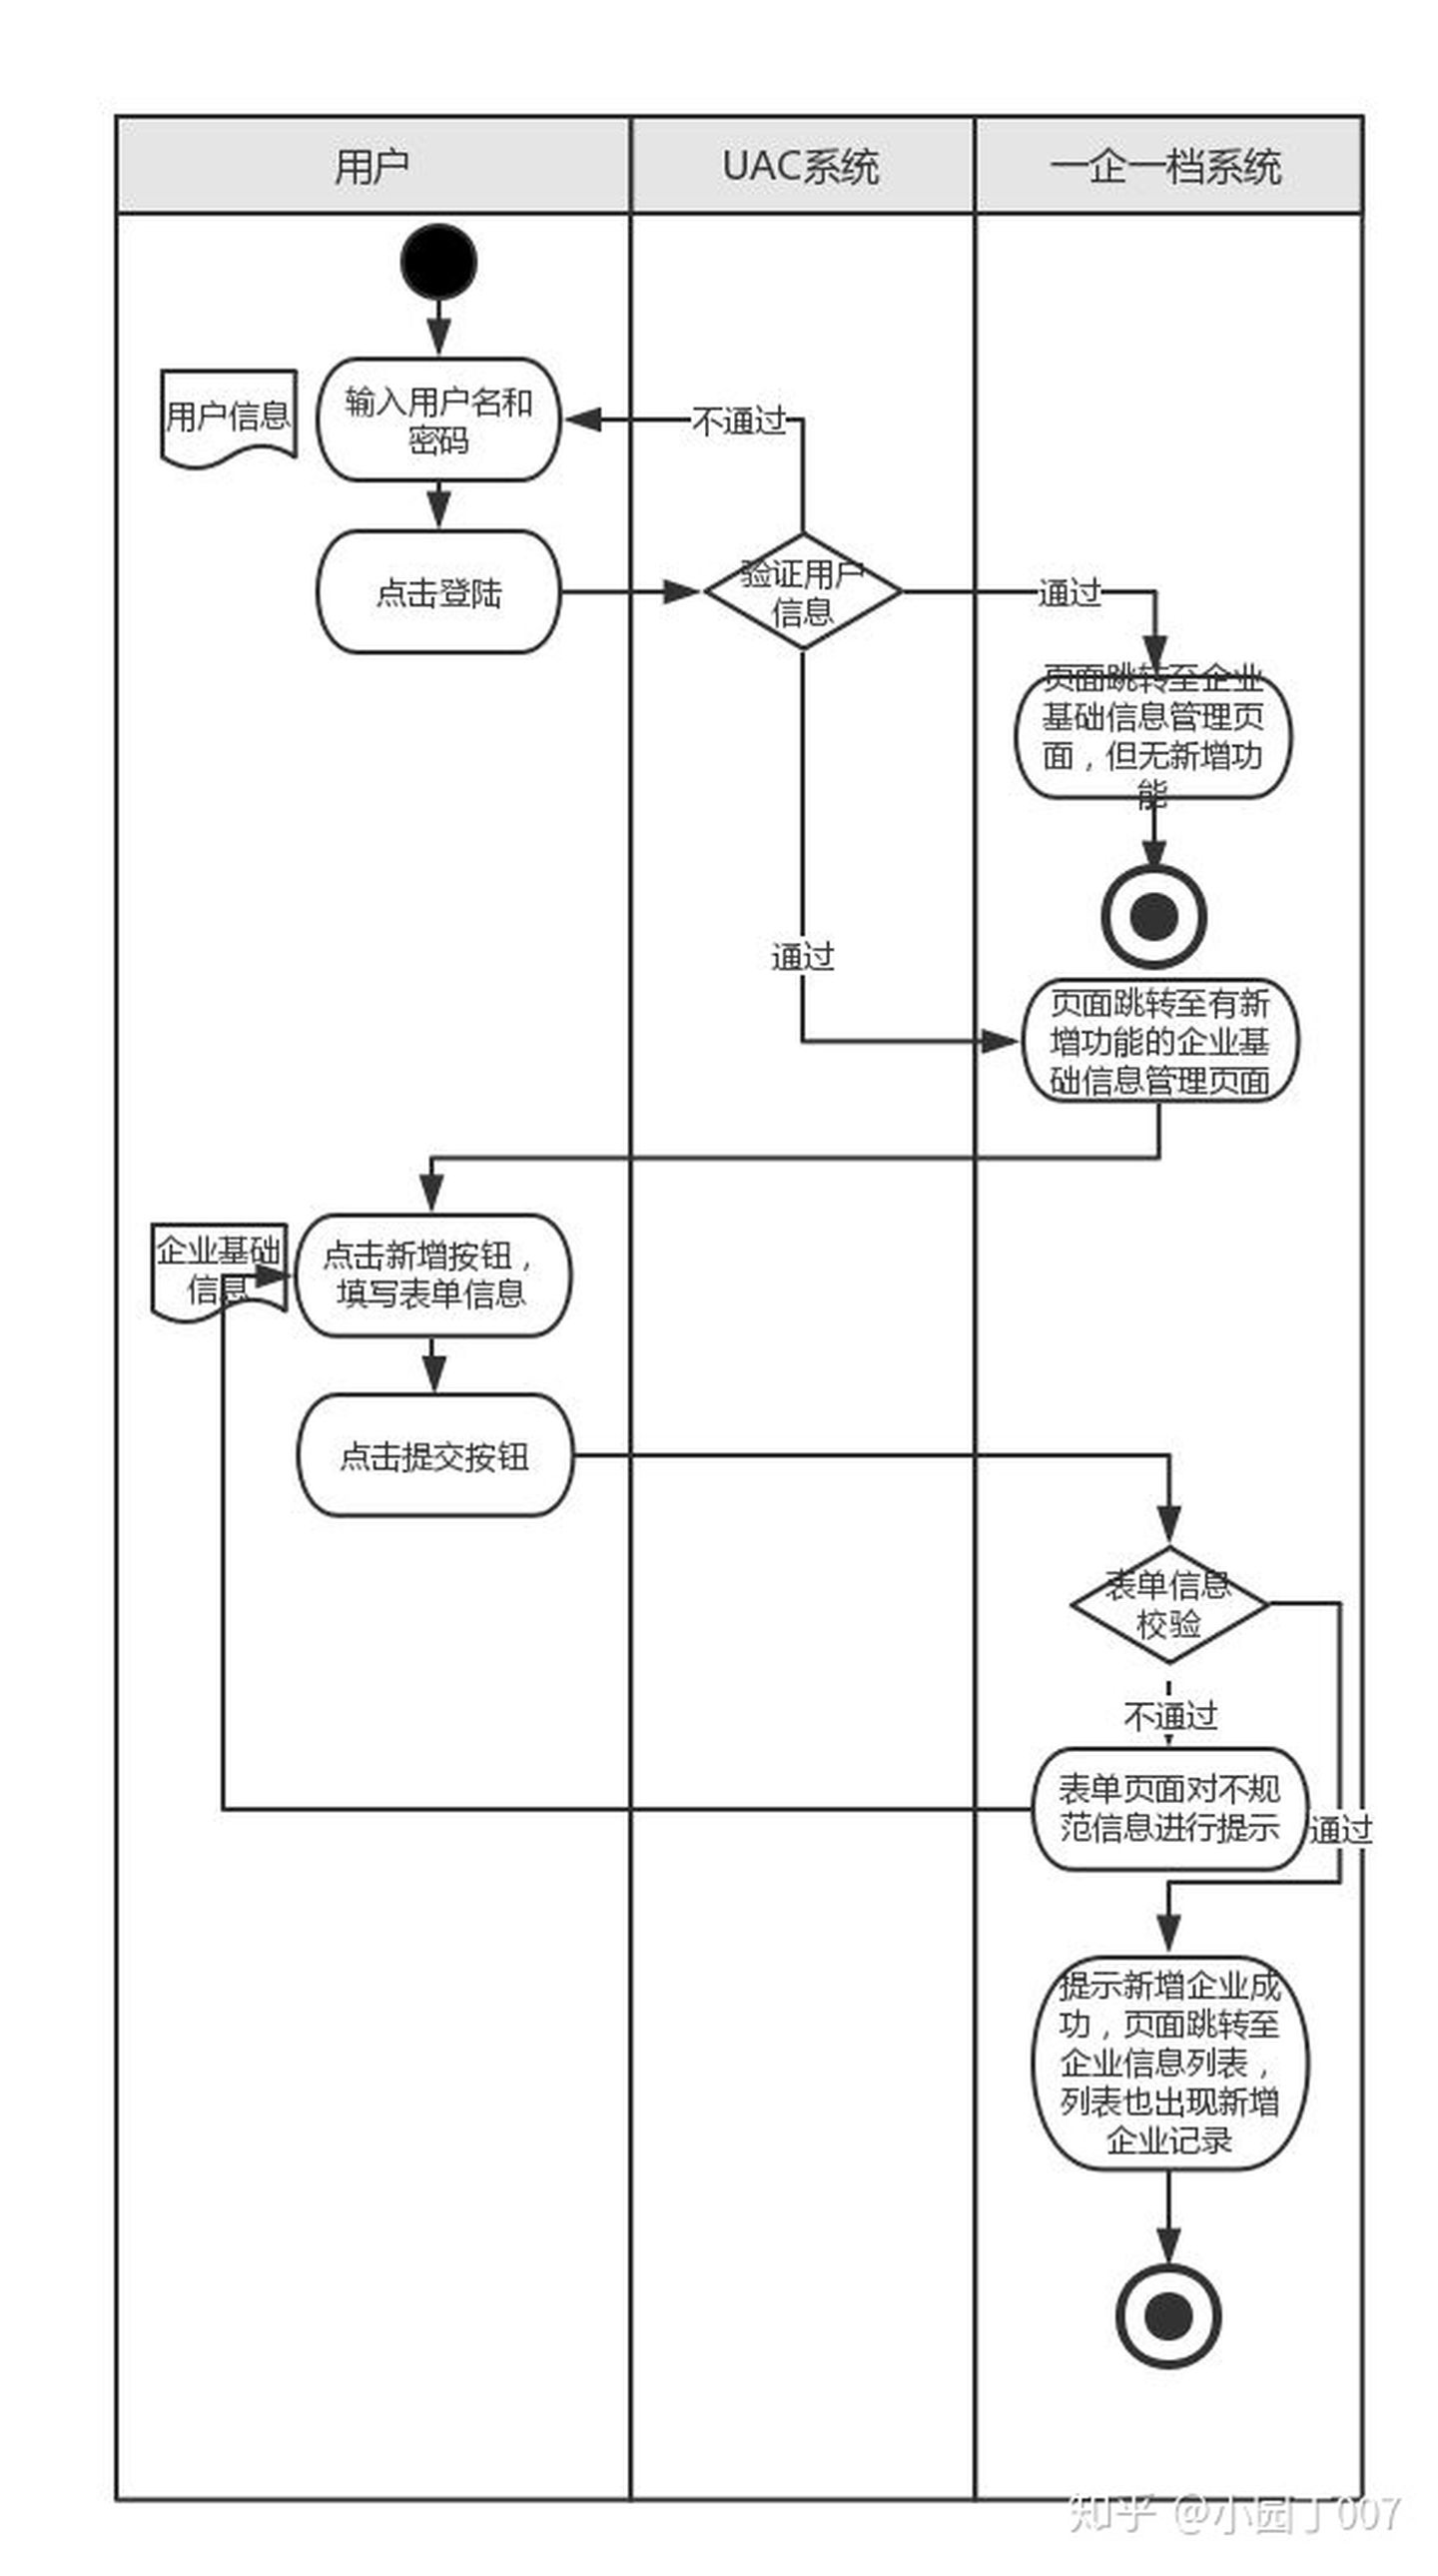 用户
UAC系统
一企一档系统
用户信息
输入用户名和
密码
不通过
点击登陆
验证用户
信息
通过
页面跳转至企业
基础信息管理页
面，但无新增功
能
通过
页面跳转至有新
增功能的企业基
础信息管理页面
企业基础
信息
点击新增按钮，
填写表单信息
点击提交按钮
表单信息
校验
不通过
表单页面对不规
范信息进行提示
通过
提示新增企业成
功，页面跳转至
企业信息列表，
列表也出现新增
企业记录
知乎 @小园丁007